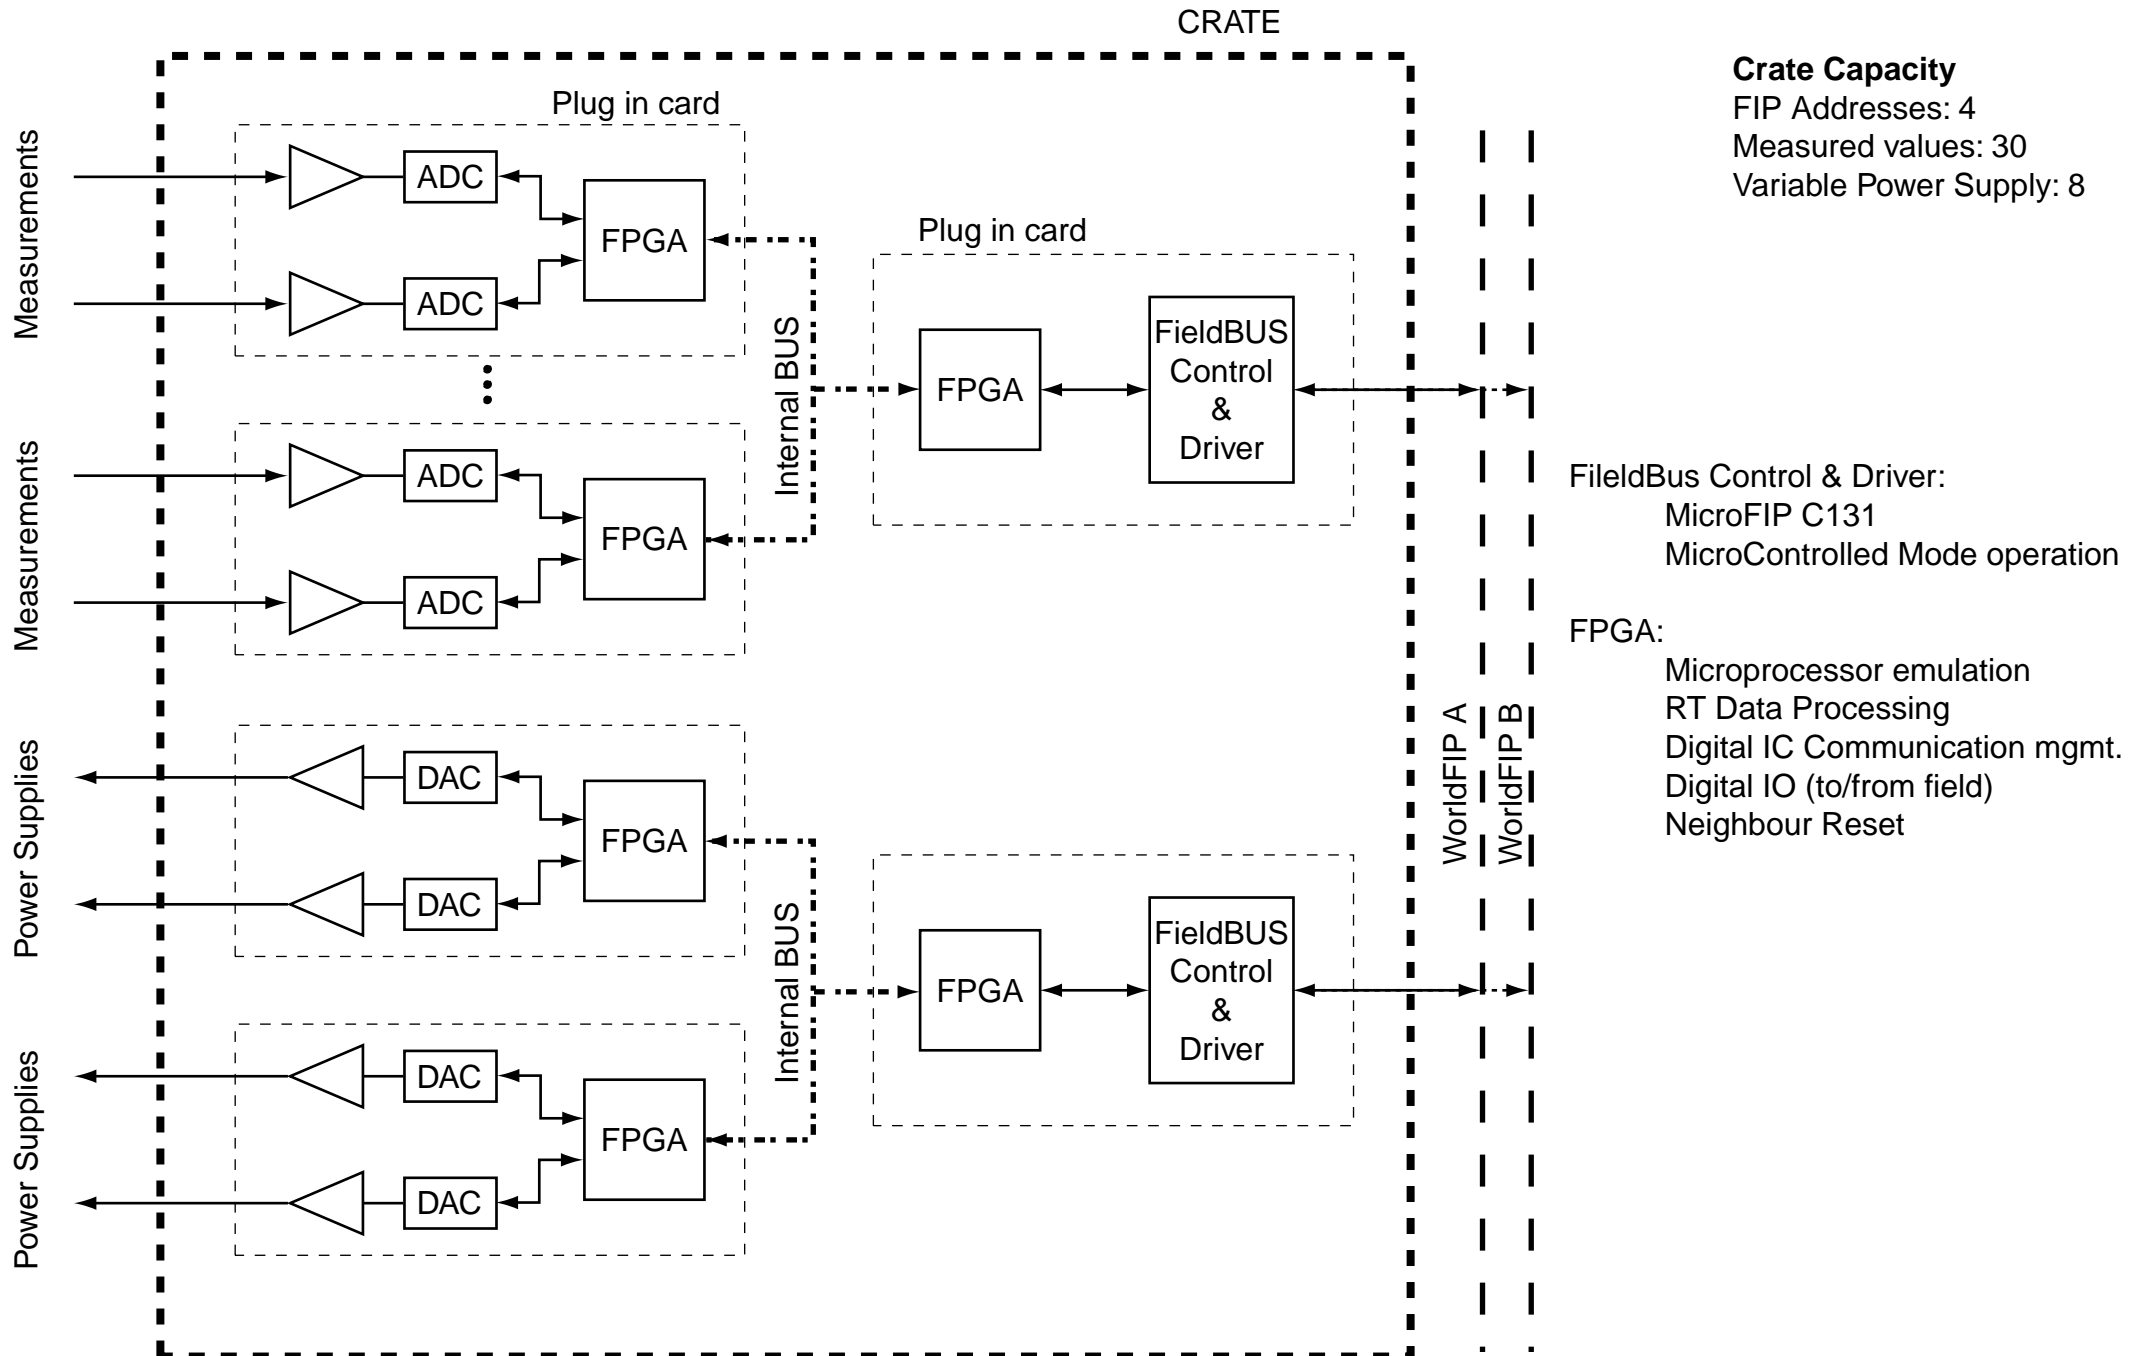 CRATE
Crate Capacity
FIP Addresses: 4
Measured values: 30
Variable Power Supply: 8
Plug in card
Measurements
ADC
FPGA
ADC
Plug in card
Internal BUS
FPGA
FieldBUS
Control
&
Driver
Measurements
ADC
FPGA
ADC
FileldBus Control & Driver:
MicroFIP C131
MicroControlled Mode operation
FPGA:
Microprocessor emulation
RT Data Processing
Digital IC Communication mgmt.
Digital IO (to/from field)
Neighbour Reset
WorldFIP A
WorldFIP B
Power Supplies
DAC
FPGA
DAC
Internal BUS
FPGA
FieldBUS
Control
&
Driver
Power Supplies
DAC
FPGA
DAC